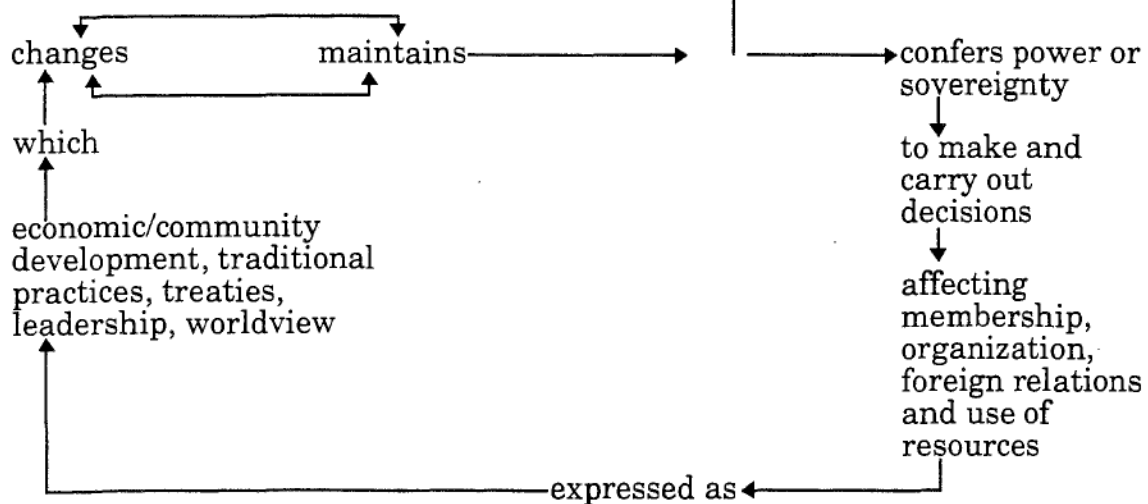 changes
maintains
confers power or
sovereignty
which
to make and
carry out
decisions
economic/community
development, traditional
practices, treaties,
leadership, worldview
affecting
membership,
organization,
foreign relations
and use of
resources
expressed as